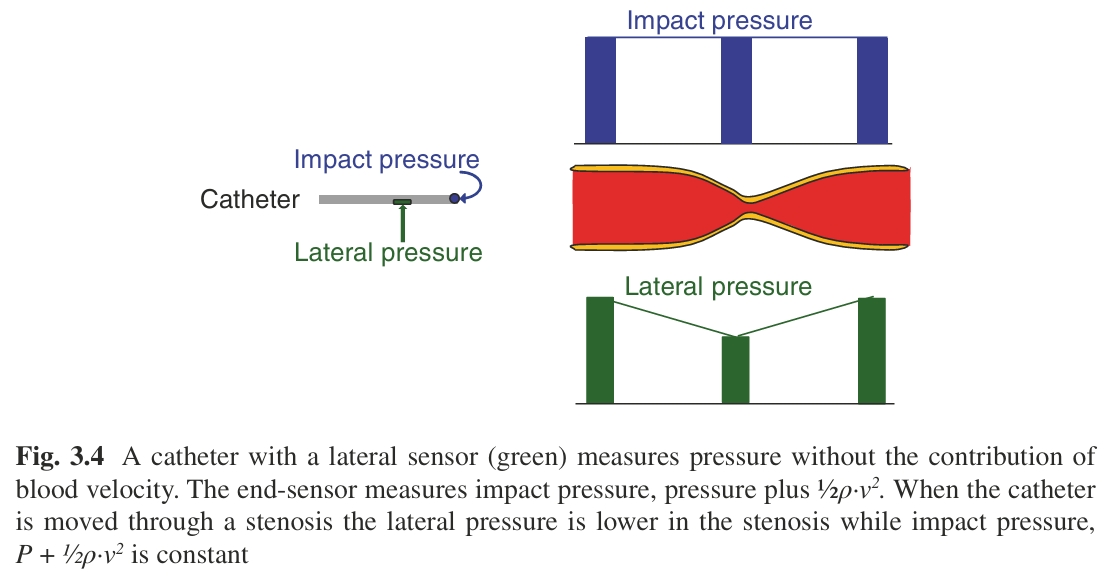 Impact pressure
Impact pressure
Catheter
Lateral pressure
Lateral pressure
Fig. 3.4 A catheter with a lateral sensor (green) measures pressure without the contribution of
blood velocity. The end-sensor measures impact pressure, pressure plus ½ρ·v². When the catheter
is moved through a stenosis the lateral pressure is lower in the stenosis while impact pressure,
P + ½ρ·v² is constant